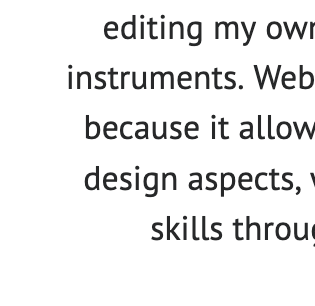 editing my own
instruments. Web
because it allow
design aspects,
skills throug